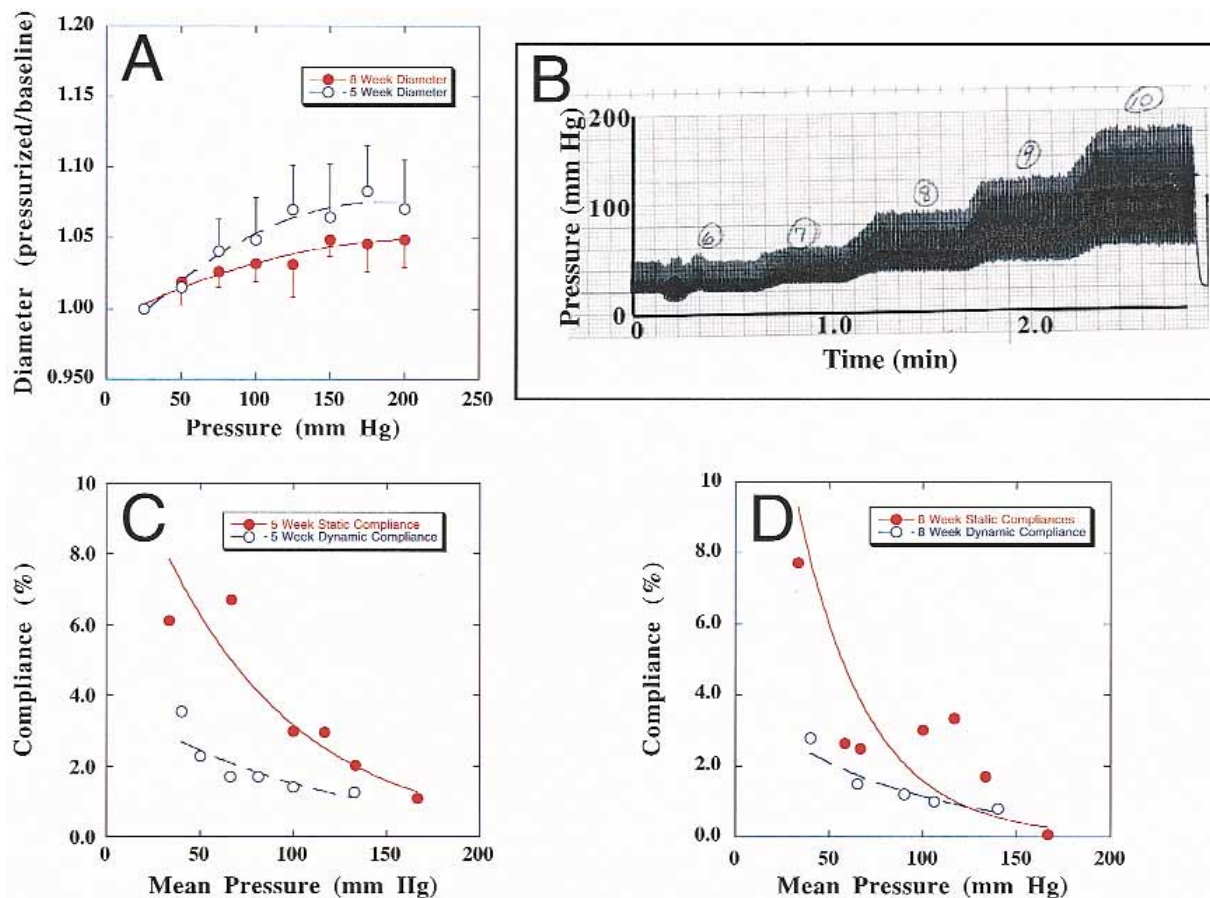 A
1.20
1.15
1.10
1.05
1.00
0.950
Diameter (pressurized/baseline)
8 Week Diameter
- 5 Week Diameter
0 50 100 150 200 250
Pressure (mm Hg)
B
200
100
0
Pressure (mm Hg)
6 7 8 9 10
0 1.0 2.0
Time (min)
C
10
8.0
6.0
4.0
2.0
0.0
Compliance (%)
5 Week Static Compliance
- 5 Week Dynamic Compliance
0 50 100 150 200
Mean Pressure (mm IIg)
D
10
8.0
6.0
4.0
2.0
0.0
Compliance (%)
8 Week Static Compliances
- 8 Week Dynamic Compliance
0 50 100 150 200
Mean Pressure (mm Hg)